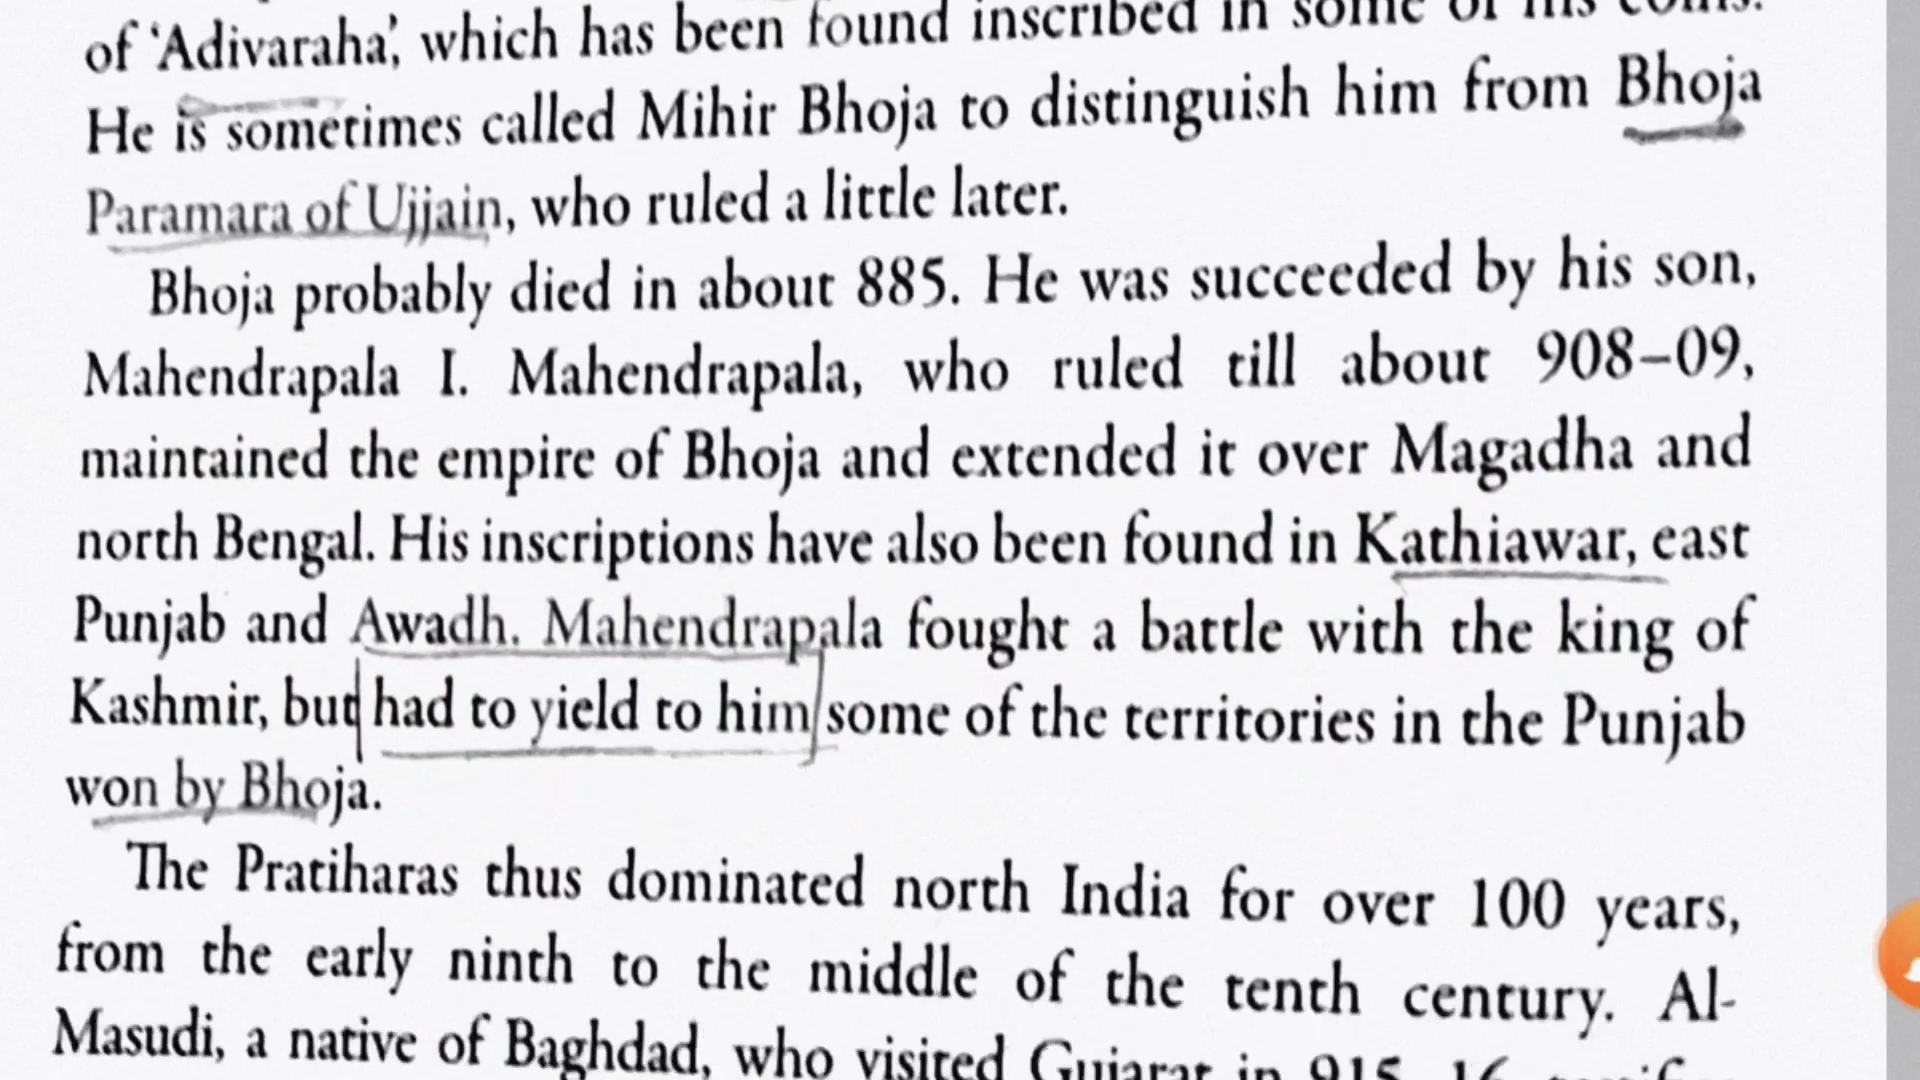 of ‘Adivaraha’, which has been found inscribed in some of his coins.
He is sometimes called Mihir Bhoja to distinguish him from Bhoja
Paramara of Ujjain, who ruled a little later.
Bhoja probably died in about 885. He was succeeded by his son,
Mahendrapala I. Mahendrapala, who ruled till about 908–09,
maintained the empire of Bhoja and extended it over Magadha and
north Bengal. His inscriptions have also been found in Kathiawar, east
Punjab and Awadh. Mahendrapala fought a battle with the king of
Kashmir, but had to yield to him some of the territories in the Punjab
won by Bhoja.
The Pratiharas thus dominated north India for over 100 years,
from the early ninth to the middle of the tenth century. Al-
Masudi, a native of Baghdad, who visited Gujarat in 915–16